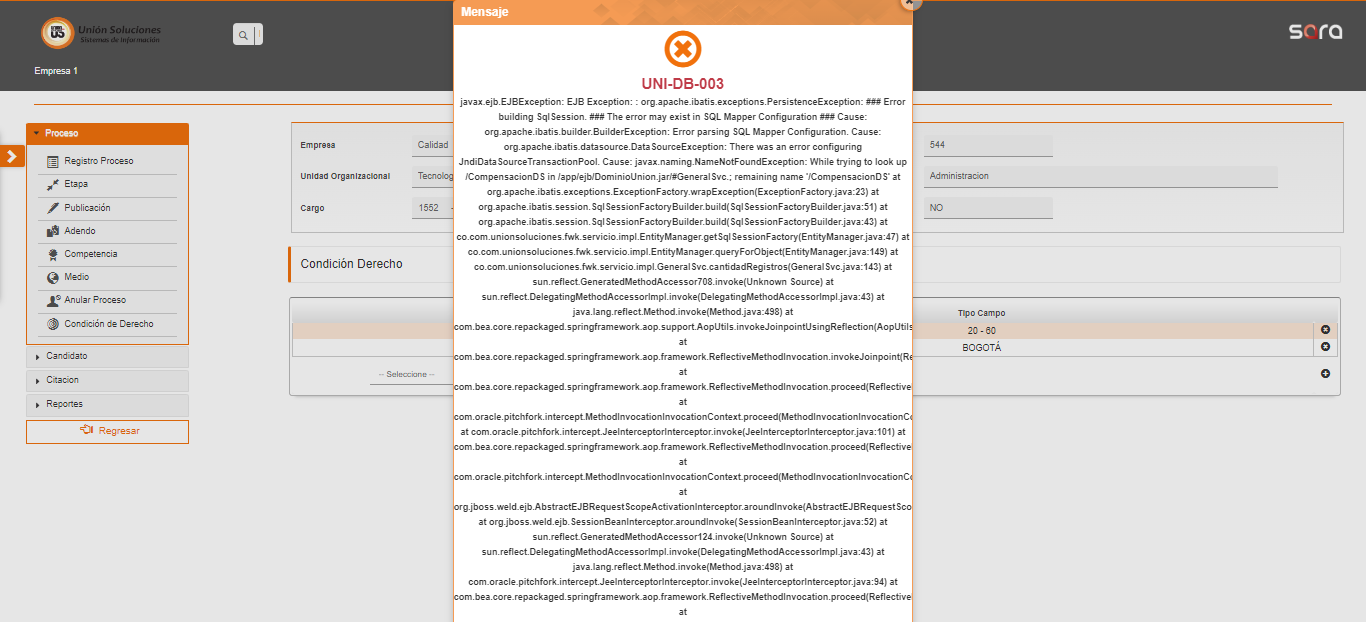 Unión Soluciones
Sistemas de Información
sara
Empresa 1
Proceso
Registro Proceso
Etapa
Publicación
Adendo
Competencia
Medio
Anular Proceso
Condición de Derecho
Candidato
Citacion
Reportes
Regresar
Empresa
Calidad
544
Unidad Organizacional
Tecnolog
Administracion
Cargo
1552 -
NO
Condición Derecho
Tipo Campo
20 - 60
BOGOTÁ
-- Seleccione --
Mensaje
UNI-DB-003
javax.ejb.EJBException: EJB Exception: : org.apache.ibatis.exceptions.PersistenceException: ### Error
building SqlSession. ### The error may exist in SQL Mapper Configuration ### Cause:
org.apache.ibatis.builder.BuilderException: Error parsing SQL Mapper Configuration. Cause:
org.apache.ibatis.datasource.DataSourceException: There was an error configuring
JndiDataSourceTransactionPool. Cause: javax.naming.NameNotFoundException: While trying to look up
/CompensacionDS in /app/ejb/DominioUnion.jar/#GeneralSvc.; remaining name '/CompensacionDS' at
org.apache.ibatis.exceptions.ExceptionFactory.wrapException(ExceptionFactory.java:23) at
org.apache.ibatis.session.SqlSessionFactoryBuilder.build(SqlSessionFactoryBuilder.java:51) at
org.apache.ibatis.session.SqlSessionFactoryBuilder.build(SqlSessionFactoryBuilder.java:43) at
co.com.unionsoluciones.fwk.servicio.impl.EntityManager.getSqlSessionFactory(EntityManager.java:47) at
co.com.unionsoluciones.fwk.servicio.impl.EntityManager.queryForObject(EntityManager.java:149) at
co.com.unionsoluciones.fwk.servicio.impl.GeneralSvc.cantidadRegistros(GeneralSvc.java:143) at
sun.reflect.GeneratedMethodAccessor708.invoke(Unknown Source) at
sun.reflect.DelegatingMethodAccessorImpl.invoke(DelegatingMethodAccessorImpl.java:43) at
java.lang.reflect.Method.invoke(Method.java:498) at
com.bea.core.repackaged.springframework.aop.support.AopUtils.invokeJoinpointUsingReflection(AopUtils
at
com.bea.core.repackaged.springframework.aop.framework.ReflectiveMethodInvocation.invokeJoinpoint(Re
at
com.bea.core.repackaged.springframework.aop.framework.ReflectiveMethodInvocation.proceed(Reflective
at
com.oracle.pitchfork.intercept.MethodInvocationInvocationContext.proceed(MethodInvocationInvocationCo
at com.oracle.pitchfork.intercept.JeeInterceptorInterceptor.invoke(JeeInterceptorInterceptor.java:101) at
com.bea.core.repackaged.springframework.aop.framework.ReflectiveMethodInvocation.proceed(Reflective
at
com.oracle.pitchfork.intercept.MethodInvocationInvocationContext.proceed(MethodInvocationInvocationCo
at
org.jboss.weld.ejb.AbstractEJBRequestScopeActivationInterceptor.aroundInvoke(AbstractEJBRequestSco
at org.jboss.weld.ejb.SessionBeanInterceptor.aroundInvoke(SessionBeanInterceptor.java:52) at
sun.reflect.GeneratedMethodAccessor124.invoke(Unknown Source) at
sun.reflect.DelegatingMethodAccessorImpl.invoke(DelegatingMethodAccessorImpl.java:43) at
java.lang.reflect.Method.invoke(Method.java:498) at
com.oracle.pitchfork.intercept.JeeInterceptorInterceptor.invoke(JeeInterceptorInterceptor.java:94) at
com.bea.core.repackaged.springframework.aop.framework.ReflectiveMethodInvocation.proceed(Reflective
at